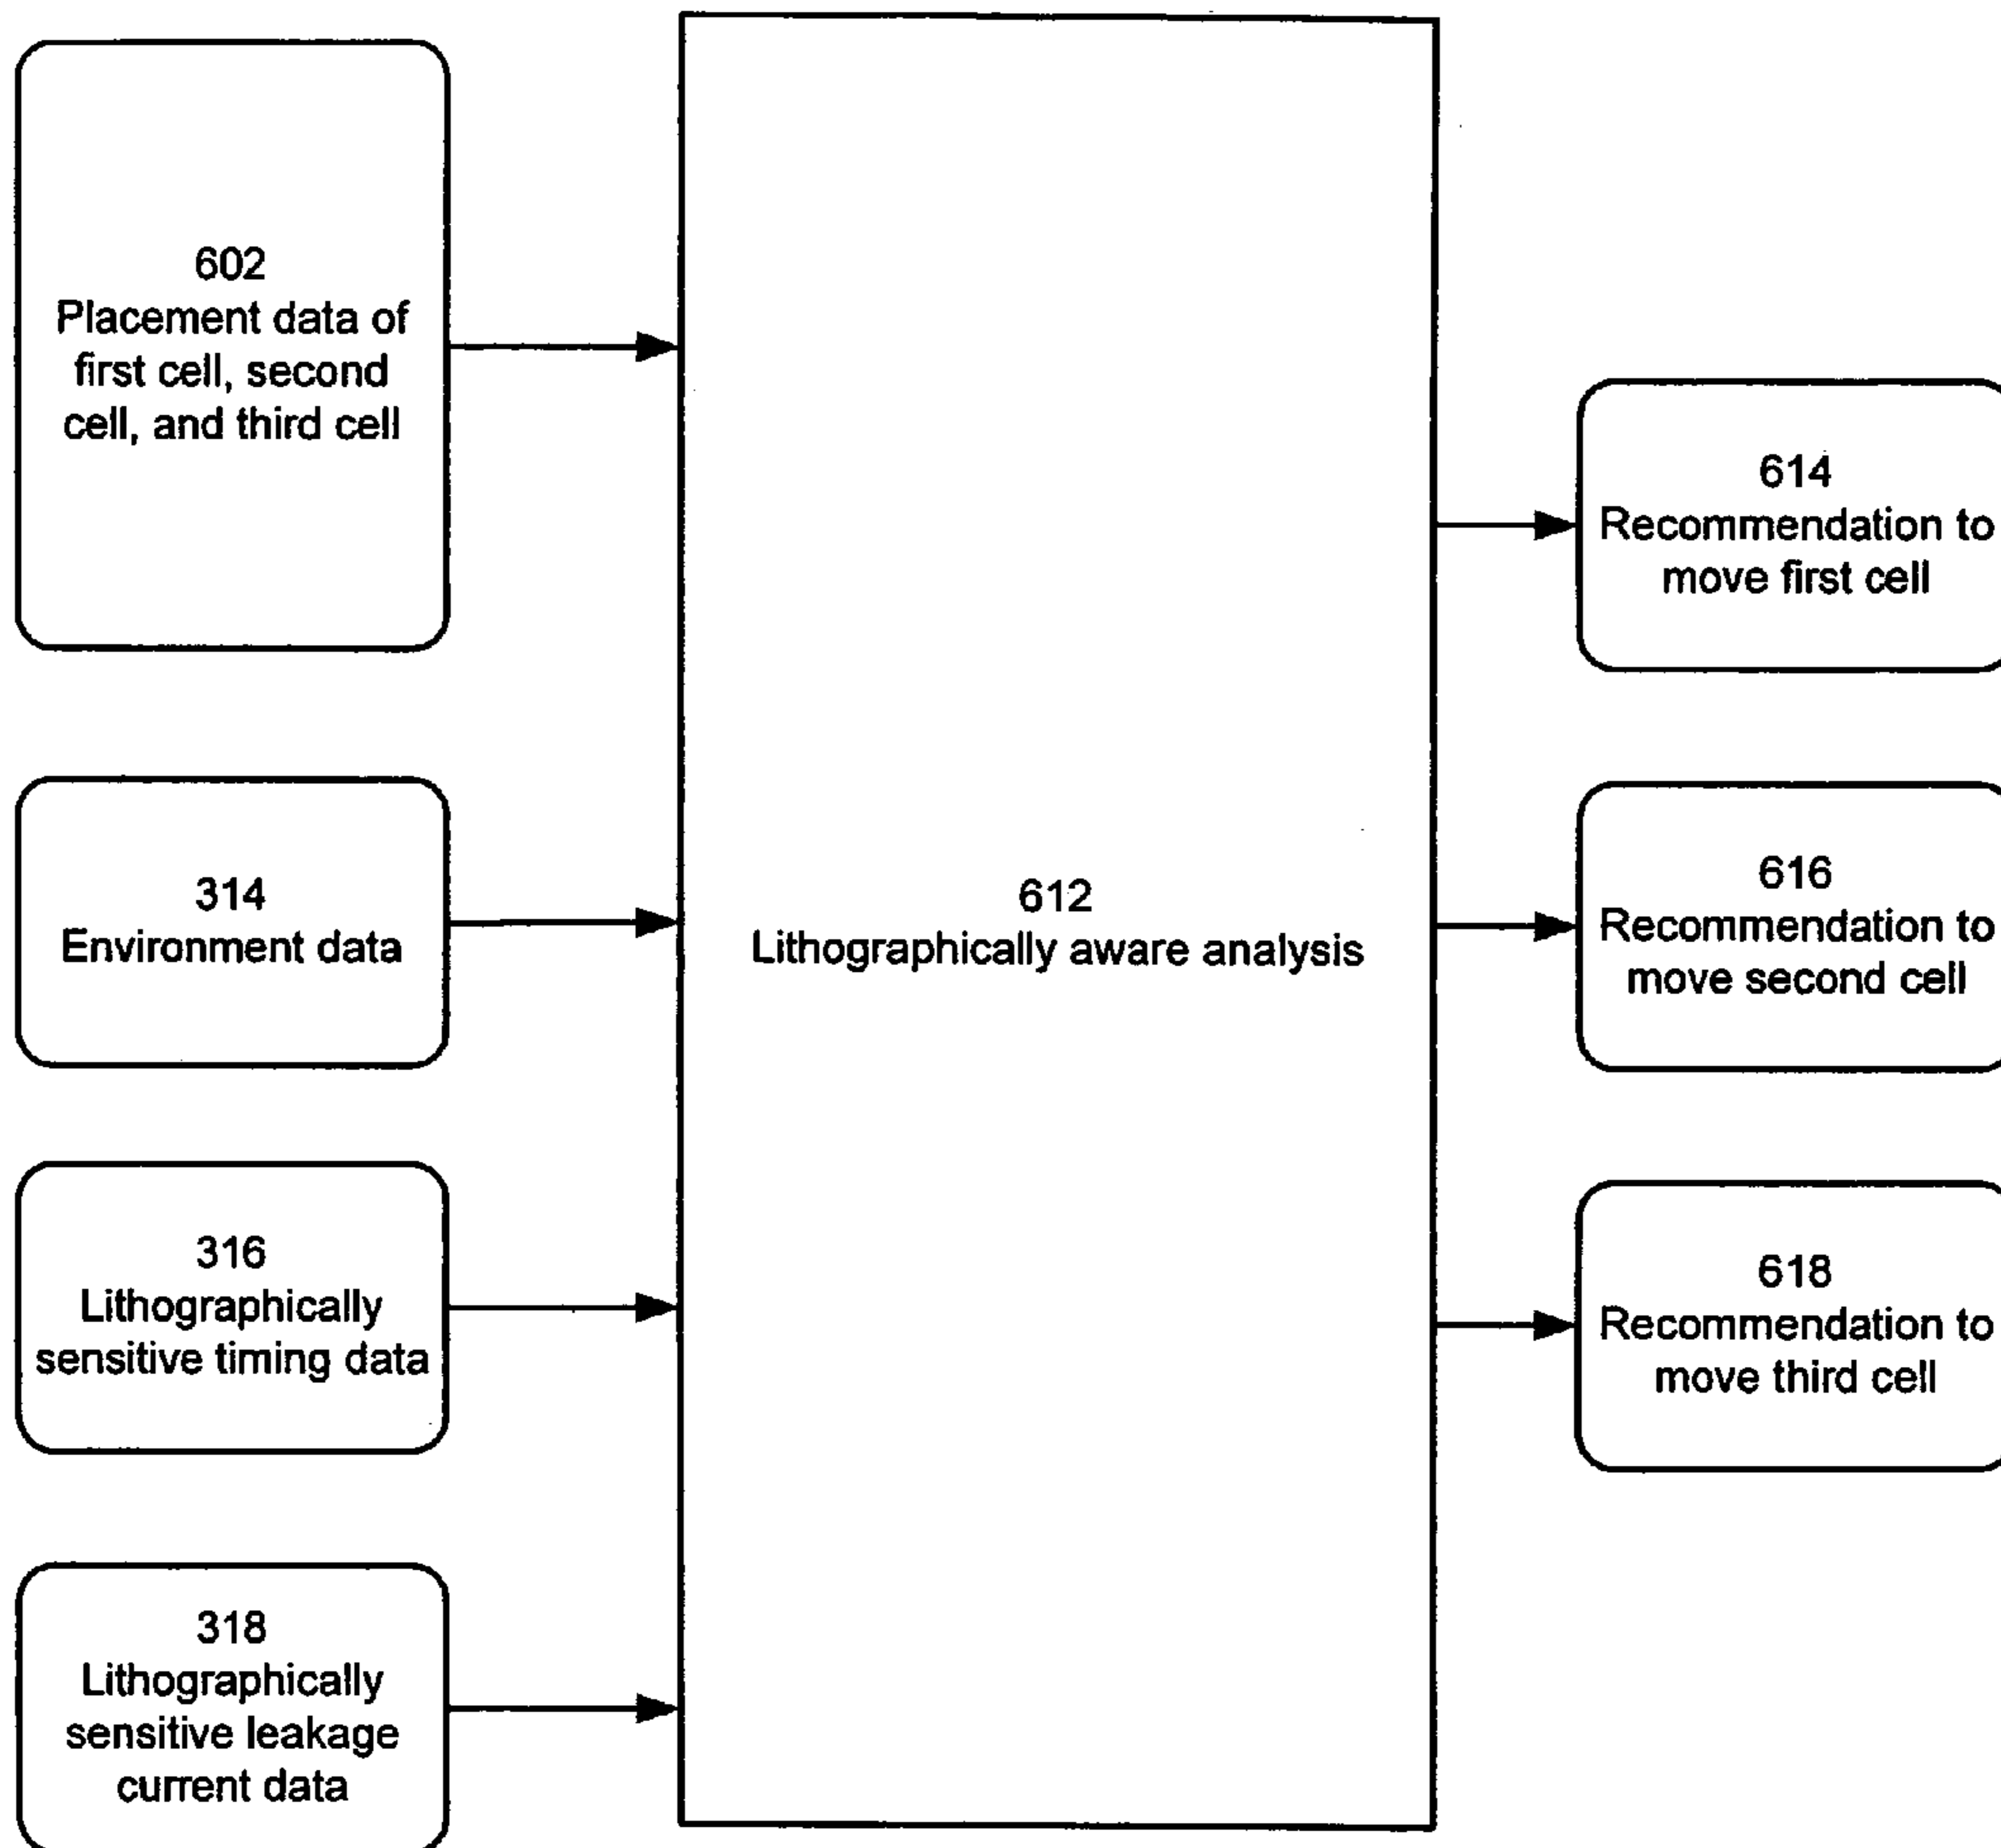 602
Placement data of
first cell, second
cell, and third cell
314
Environment data
316
Lithographically
sensitive timing data
318
Lithographically
sensitive leakage
current data
612
Lithographically aware analysis
614
Recommendation to
move first cell
616
Recommendation to
move second cell
618
Recommendation to
move third cell